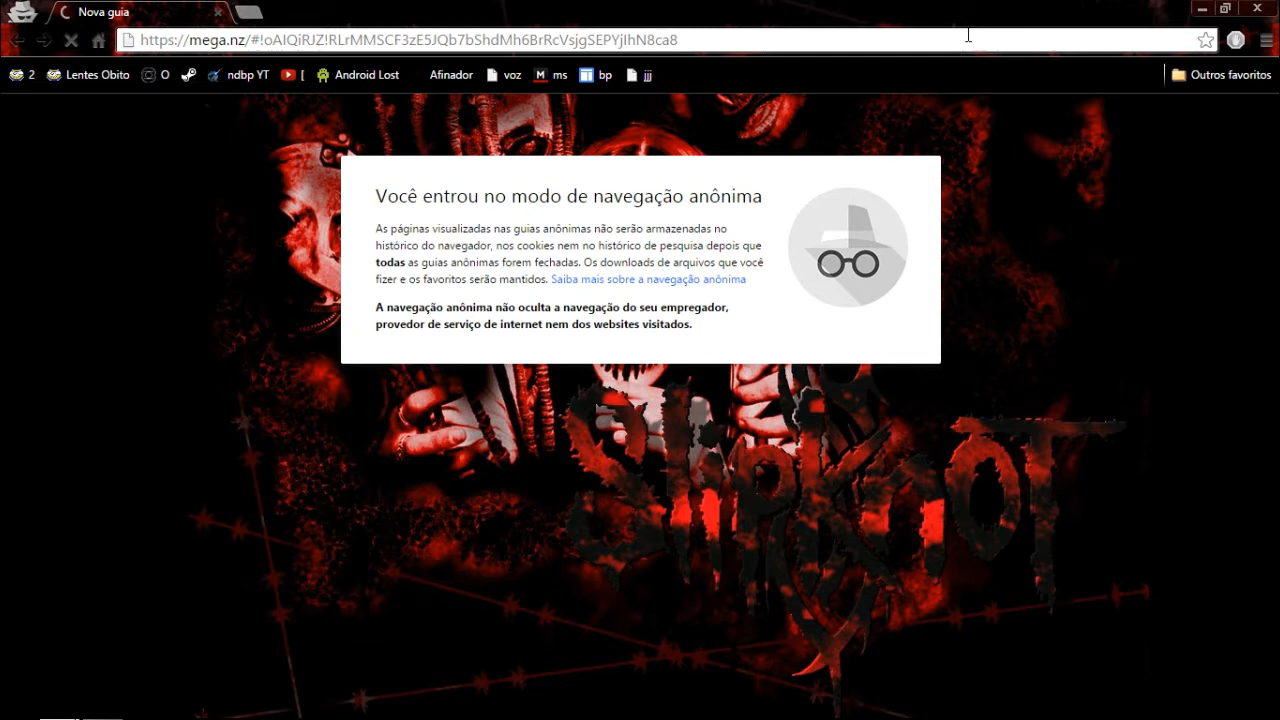 Nova guia
https://mega.nz/#!oAIQiRJZ!RLrMMSCF3zE5JQb7bShdMh6BrRcVsjgSEPYjIhN8ca8
2 Lentes Obito O ndbp YT [ Android Lost Afinador voz M ms bp jjj Outros favoritos
Você entrou no modo de navegação anônima
As páginas visualizadas nas guias anônimas não serão armazenadas no
histórico do navegador, nos cookies nem no histórico de pesquisa depois que
todas as guias anônimas forem fechadas. Os downloads de arquivos que você
fizer e os favoritos serão mantidos. Saiba mais sobre a navegação anônima
A navegação anônima não oculta a navegação do seu empregador,
provedor de serviço de internet nem dos websites visitados.
SlipKnoT